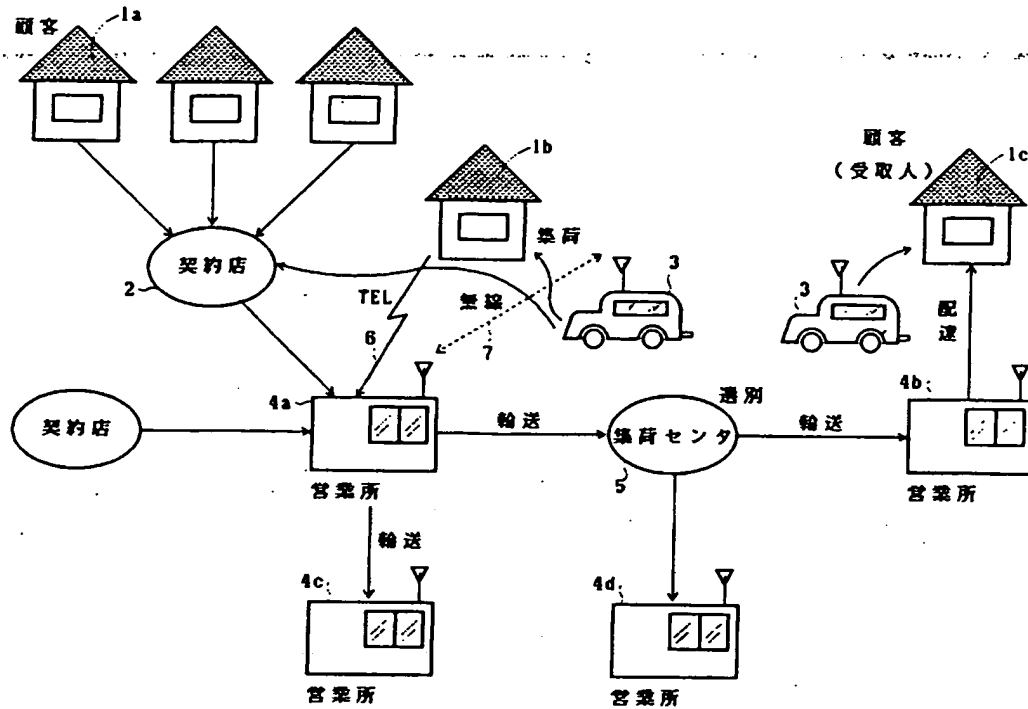 顧客
1a
1b
顧客
(受取人)
1c
集荷
契約店
2
TEL
無線
3
3
配達
6
7
4a
選別
4b
契約店
輸送
集荷センタ
輸送
5
営業所
営業所
輸送
4c
4d
営業所
営業所